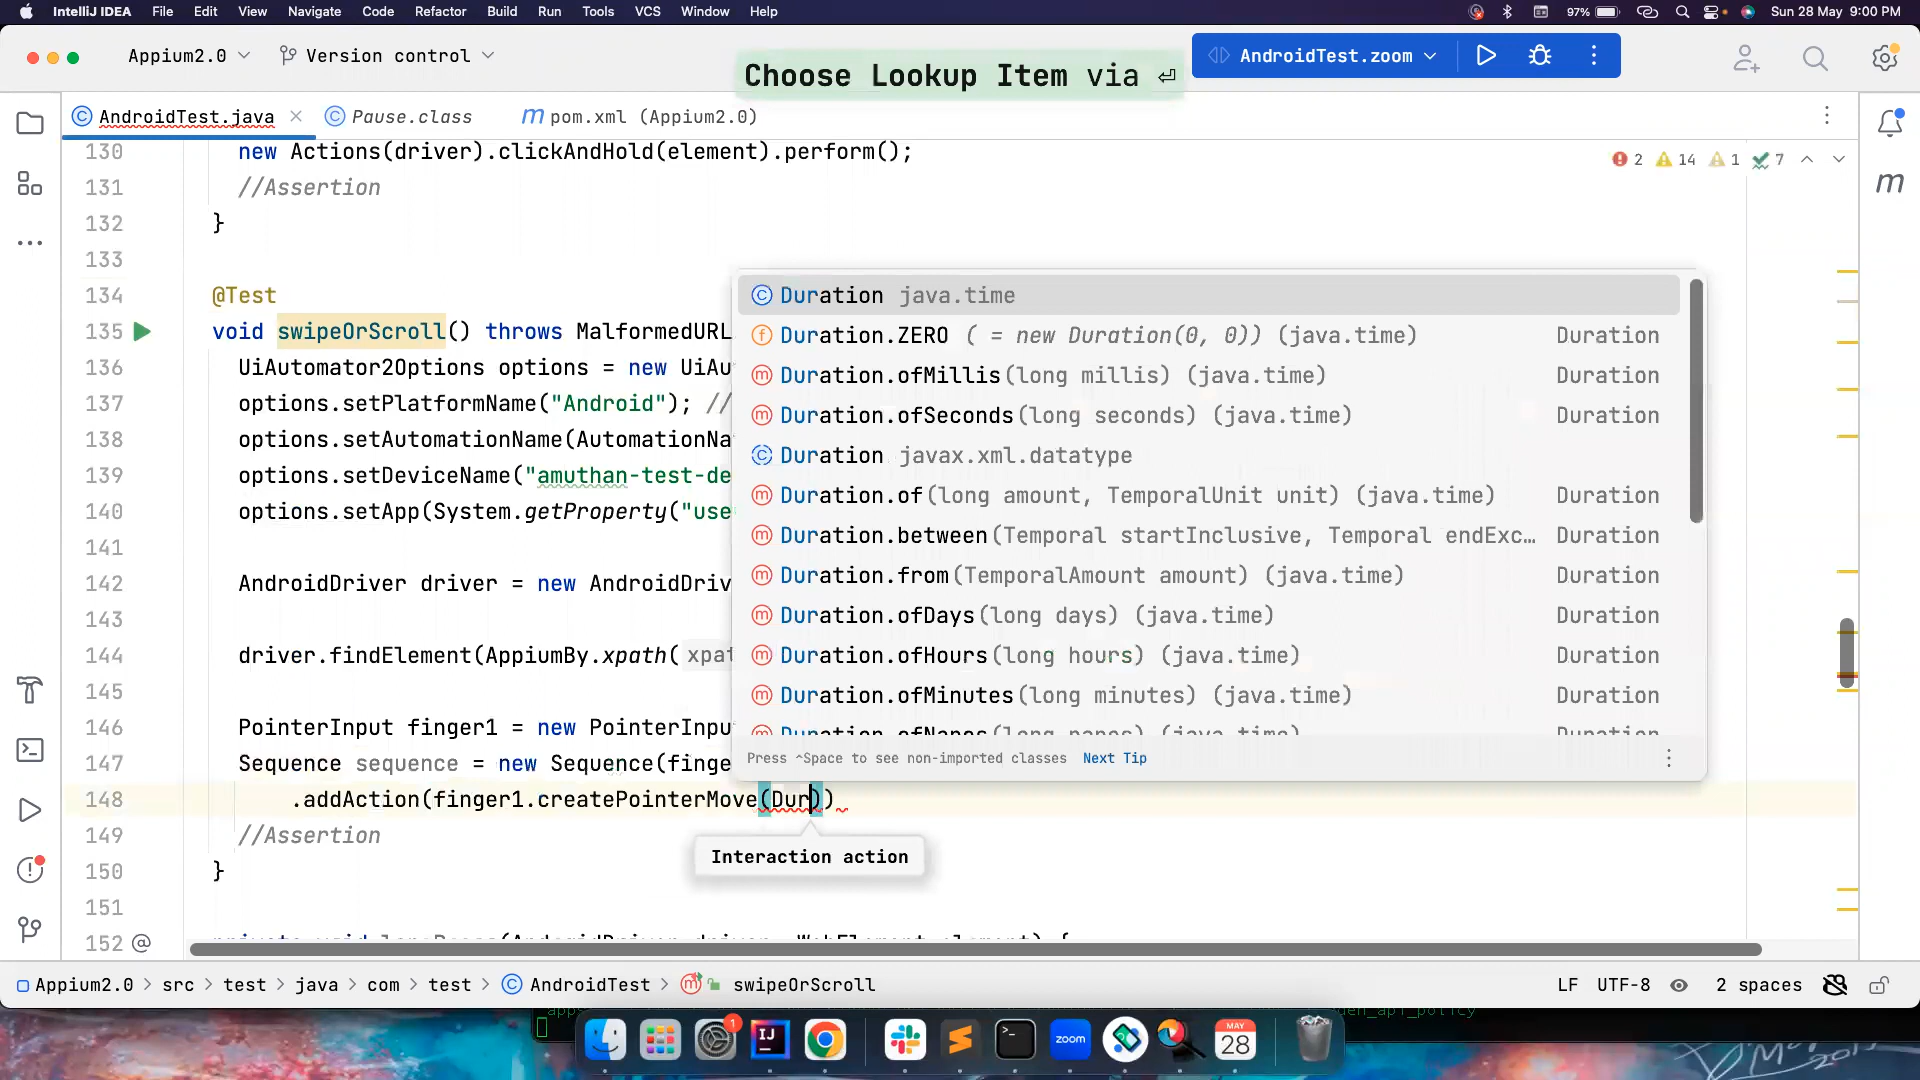 IntelliJ IDEA File Edit View Navigate Code Refactor Build Run Tools VCS Window Help 97% Sun 28 May 9:00 PM
Appium2.0 Version control Choose Lookup Item via ⏎ AndroidTest.zoom
AndroidTest.java Pause.class m pom.xml (Appium2.0)
2 14 1 7
130 new Actions(driver).clickAndHold(element).perform();
131 //Assertion
132 }
133
134 @Test
135 void swipeOrScroll() throws MalformedURL
136 UiAutomator2Options options = new UiAu
137 options.setPlatformName("Android"); //
138 options.setAutomationName(AutomationNa
139 options.setDeviceName("amuthan-test-de
140 options.setApp(System.getProperty("use
141
142 AndroidDriver driver = new AndroidDriv
143
144 driver.findElement(AppiumBy.xpath( xpat
145
146 PointerInput finger1 = new PointerInpu
147 Sequence sequence = new Sequence(finge
148 .addAction(finger1.createPointerMove(Dur))
149 //Assertion
150 }
151
152 @
Duration java.time
Duration.ZERO ( = new Duration(0, 0)) (java.time) Duration
Duration.ofMillis(long millis) (java.time) Duration
Duration.ofSeconds(long seconds) (java.time) Duration
Duration javax.xml.datatype
Duration.of(long amount, TemporalUnit unit) (java.time) Duration
Duration.between(Temporal startInclusive, Temporal endExc… Duration
Duration.from(TemporalAmount amount) (java.time) Duration
Duration.ofDays(long days) (java.time) Duration
Duration.ofHours(long hours) (java.time) Duration
Duration.ofMinutes(long minutes) (java.time) Duration
Duration.ofNanos(long nanos) (java.time) Duration
Press ^Space to see non-imported classes Next Tip
Interaction action
Appium2.0 > src > test > java > com > test > AndroidTest > swipeOrScroll LF UTF-8 2 spaces
m
1
IJ
zoom
MAY
28